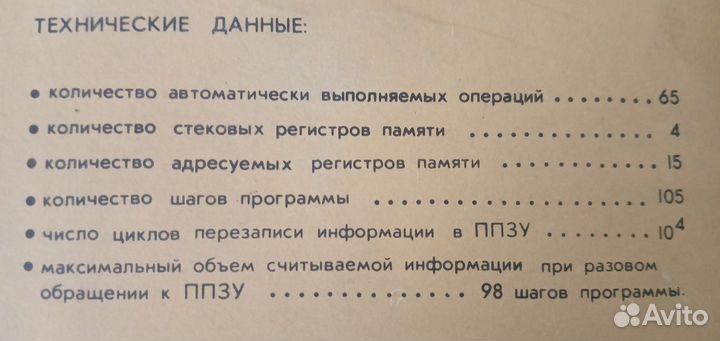 ТЕХНИЧЕСКИЕ ДАННЫЕ:
• количество автоматически выполняемых операций ........ 65
• количество стековых регистров памяти ............... 4
• количество адресуемых регистров памяти ............ 15
• количество шагов программы ..................... 105
• число циклов перезаписи информации в ППЗУ ........ 10⁴
• максимальный объем считываемой информации при разовом
обращении к ППЗУ .............. 98 шагов программы.
Avito